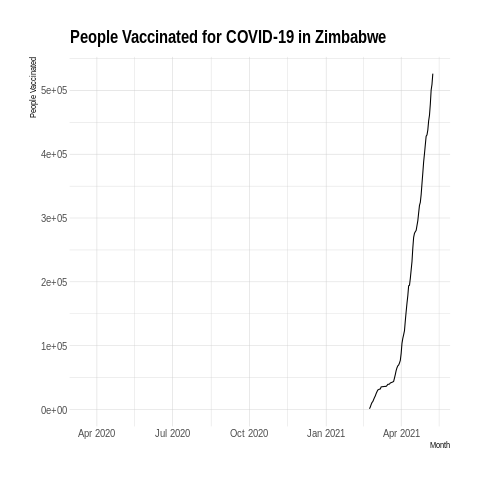 People Vaccinated for COVID-19 in Zimbabwe
People Vaccinated
5e+05
4e+05
3e+05
2e+05
1e+05
0e+00
Apr 2020 Jul 2020 Oct 2020 Jan 2021 Apr 2021
Month